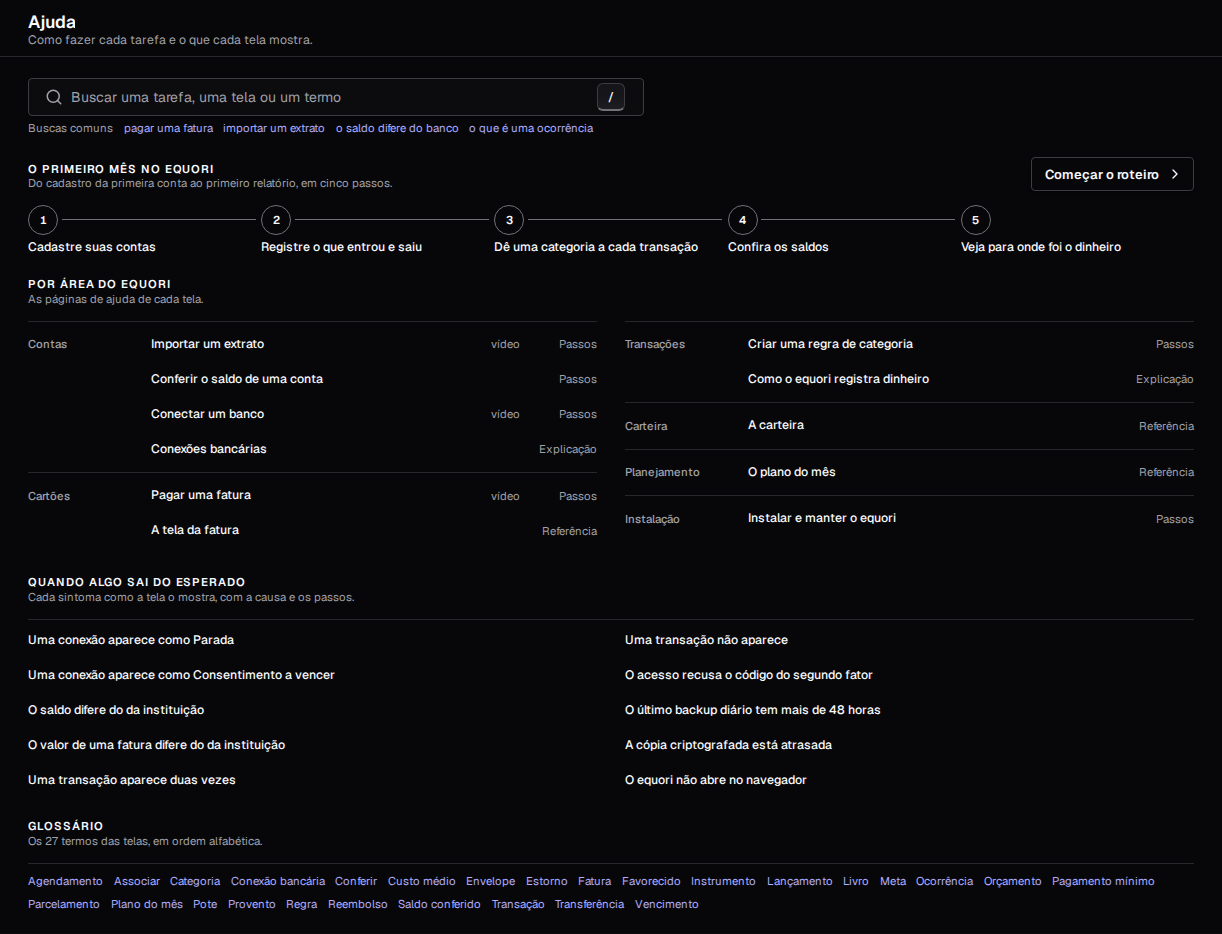 Ajuda
Como fazer cada tarefa e o que cada tela mostra.
Buscar uma tarefa, uma tela ou um termo /
Buscas comuns pagar uma fatura importar um extrato o saldo difere do banco o que é uma ocorrência
O PRIMEIRO MÊS NO EQUORI
Do cadastro da primeira conta ao primeiro relatório, em cinco passos.
Começar o roteiro
1 2 3 4 5
Cadastre suas contas Registre o que entrou e saiu Dê uma categoria a cada transação Confira os saldos Veja para onde foi o dinheiro
POR ÁREA DO EQUORI
As páginas de ajuda de cada tela.
Contas Importar um extrato vídeo Passos
Conferir o saldo de uma conta Passos
Conectar um banco vídeo Passos
Conexões bancárias Explicação
Cartões Pagar uma fatura vídeo Passos
A tela da fatura Referência
Transações Criar uma regra de categoria Passos
Como o equori registra dinheiro Explicação
Carteira A carteira Referência
Planejamento O plano do mês Referência
Instalação Instalar e manter o equori Passos
QUANDO ALGO SAI DO ESPERADO
Cada sintoma como a tela o mostra, com a causa e os passos.
Uma conexão aparece como Parada
Uma conexão aparece como Consentimento a vencer
O saldo difere do da instituição
O valor de uma fatura difere do da instituição
Uma transação aparece duas vezes
Uma transação não aparece
O acesso recusa o código do segundo fator
O último backup diário tem mais de 48 horas
A cópia criptografada está atrasada
O equori não abre no navegador
GLOSSÁRIO
Os 27 termos das telas, em ordem alfabética.
Agendamento Associar Categoria Conexão bancária Conferir Custo médio Envelope Estorno Fatura Favorecido Instrumento Lançamento Livro Meta Ocorrência Orçamento Pagamento mínimo
Parcelamento Plano do mês Pote Provento Regra Reembolso Saldo conferido Transação Transferência Vencimento